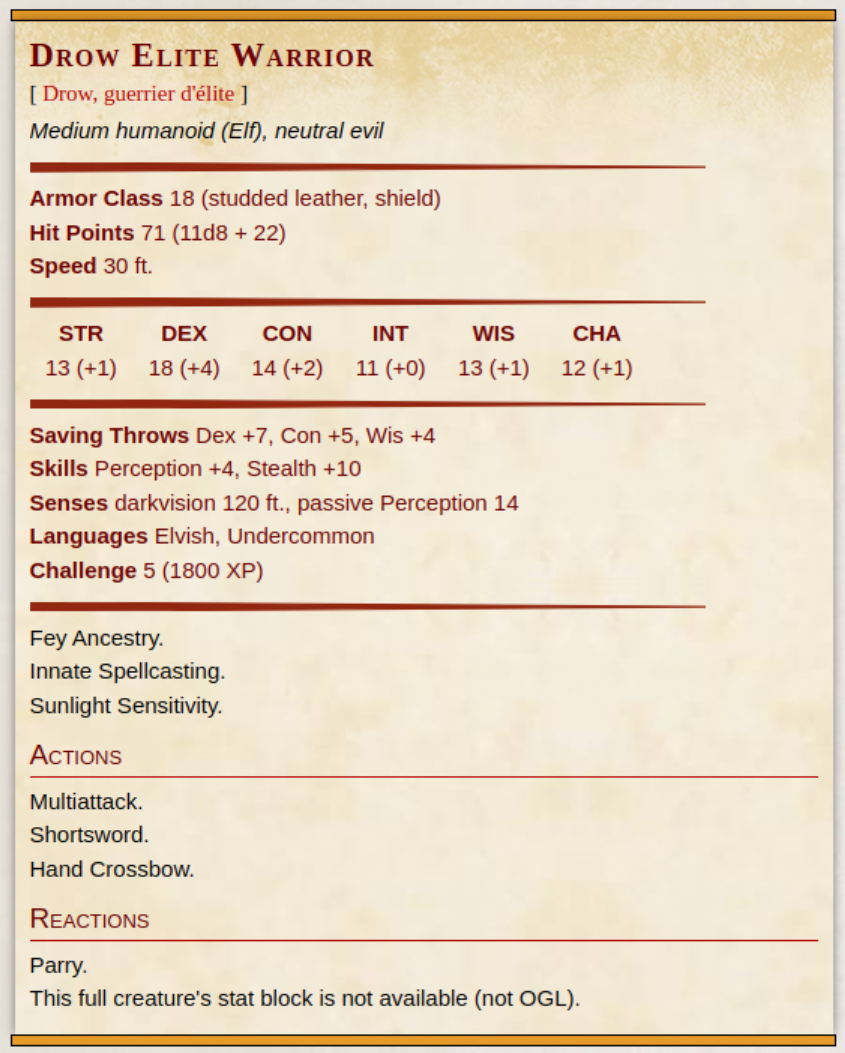 Drow Elite Warrior
[ Drow, guerrier d'élite ]
Medium humanoid (Elf), neutral evil
Armor Class 18 (studded leather, shield)
Hit Points 71 (11d8 + 22)
Speed 30 ft.
STR DEX CON INT WIS CHA
13 (+1) 18 (+4) 14 (+2) 11 (+0) 13 (+1) 12 (+1)
Saving Throws Dex +7, Con +5, Wis +4
Skills Perception +4, Stealth +10
Senses darkvision 120 ft., passive Perception 14
Languages Elvish, Undercommon
Challenge 5 (1800 XP)
Fey Ancestry.
Innate Spellcasting.
Sunlight Sensitivity.
Actions
Multiattack.
Shortsword.
Hand Crossbow.
Reactions
Parry.
This full creature's stat block is not available (not OGL).